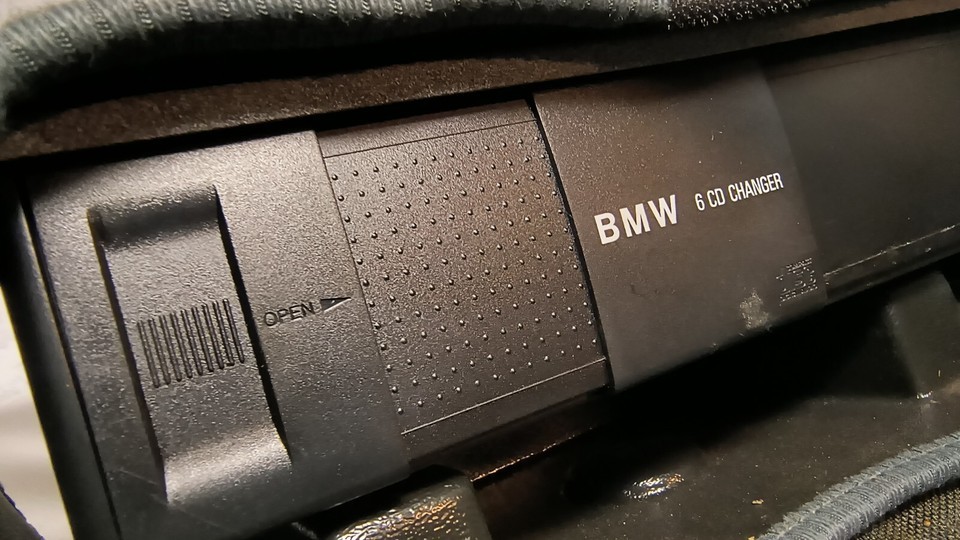 OPEN
BMW 6 CD CHANGER